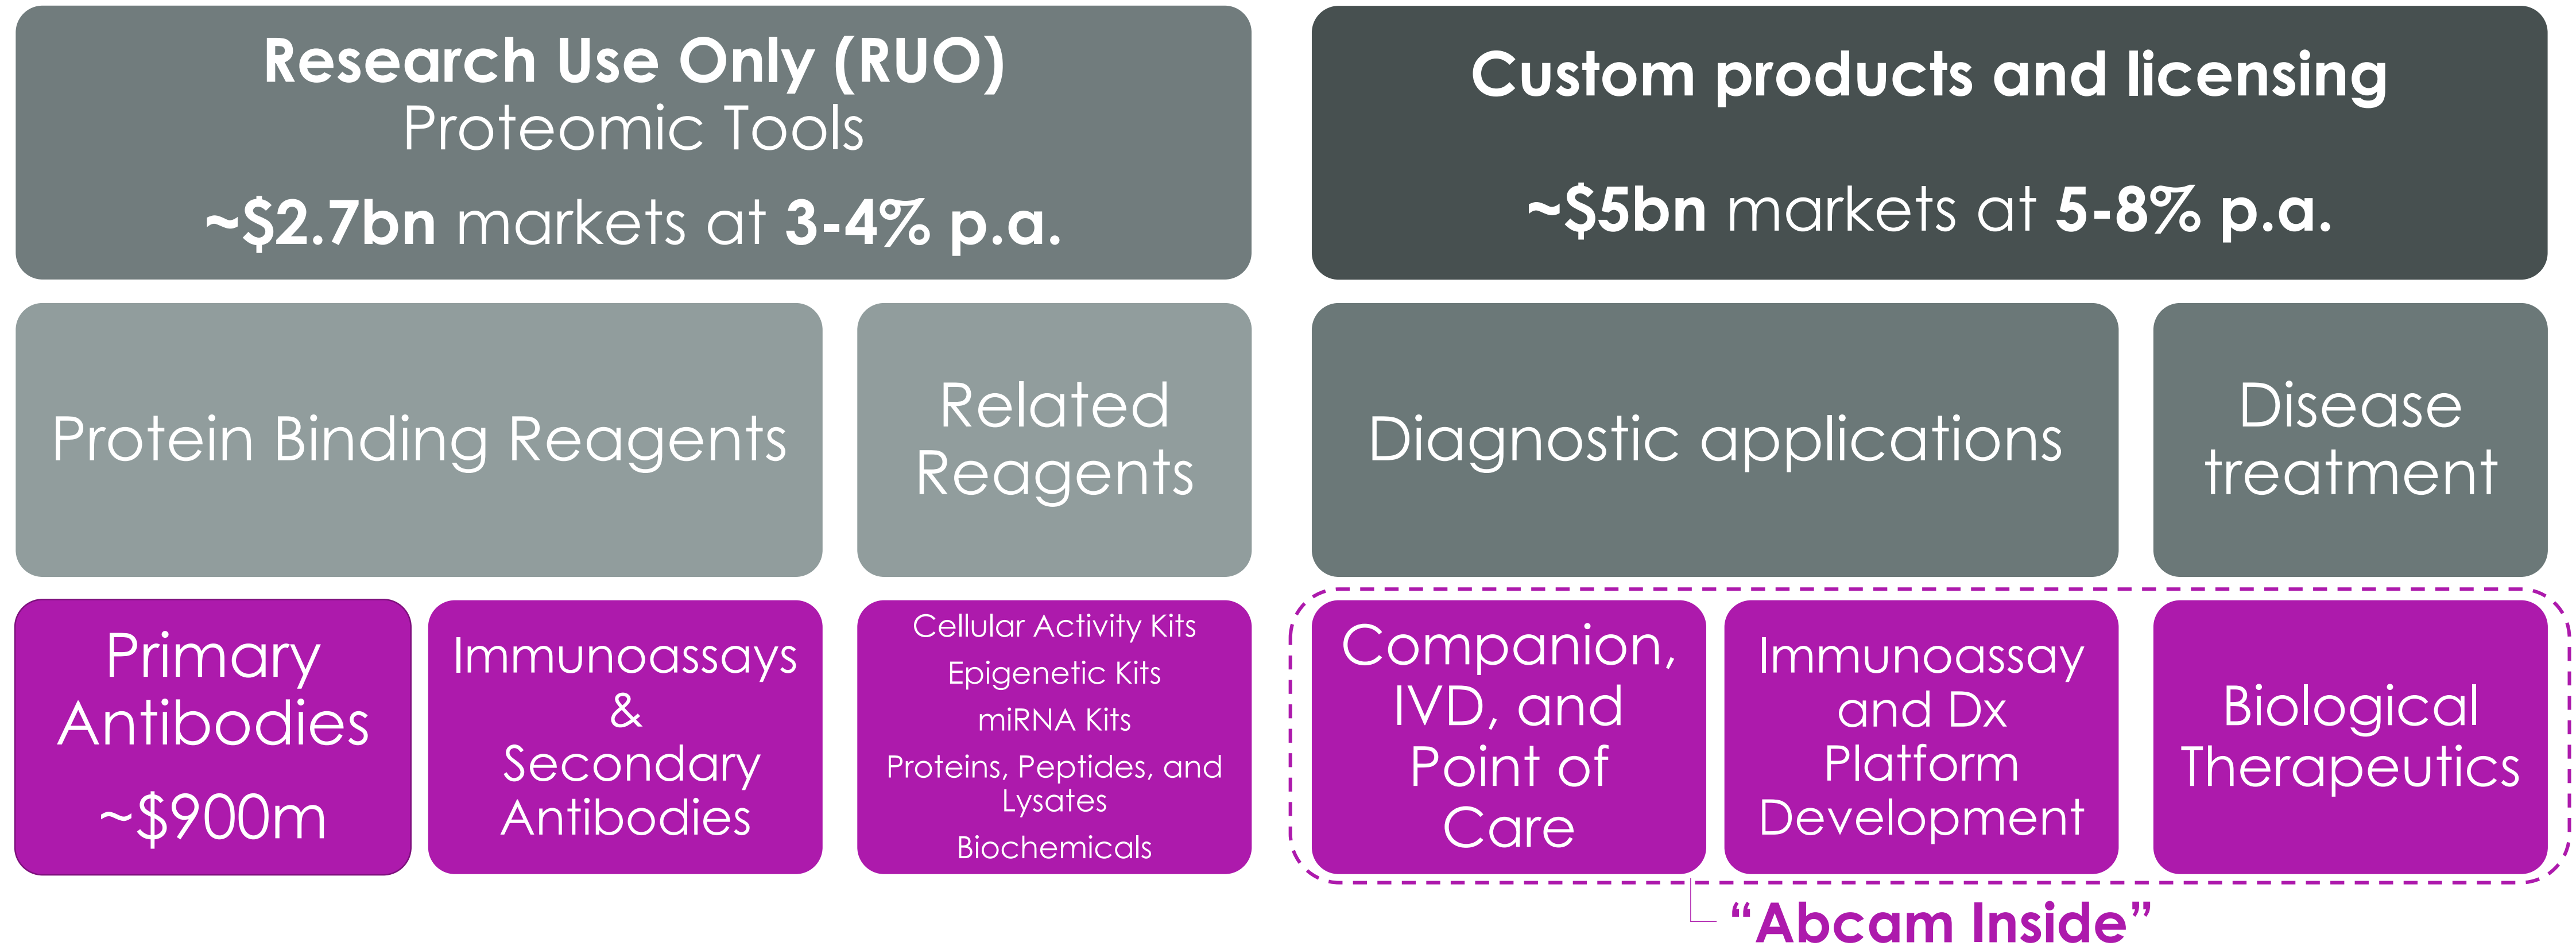 Research Use Only (RUO)
Proteomic Tools
~$2.7bn markets at 3-4% p.a.
Custom products and licensing
~$5bn markets at 5-8% p.a.
Protein Binding Reagents
Related
Reagents
Diagnostic applications
Disease
treatment
Primary
Antibodies
~$900m
Immunoassays
&
Secondary
Antibodies
Cellular Activity Kits
Epigenetic Kits
miRNA Kits
Proteins, Peptides, and
Lysates
Biochemicals
Companion,
IVD, and
Point of
Care
Immunoassay
and Dx
Platform
Development
Biological
Therapeutics
“Abcam Inside”